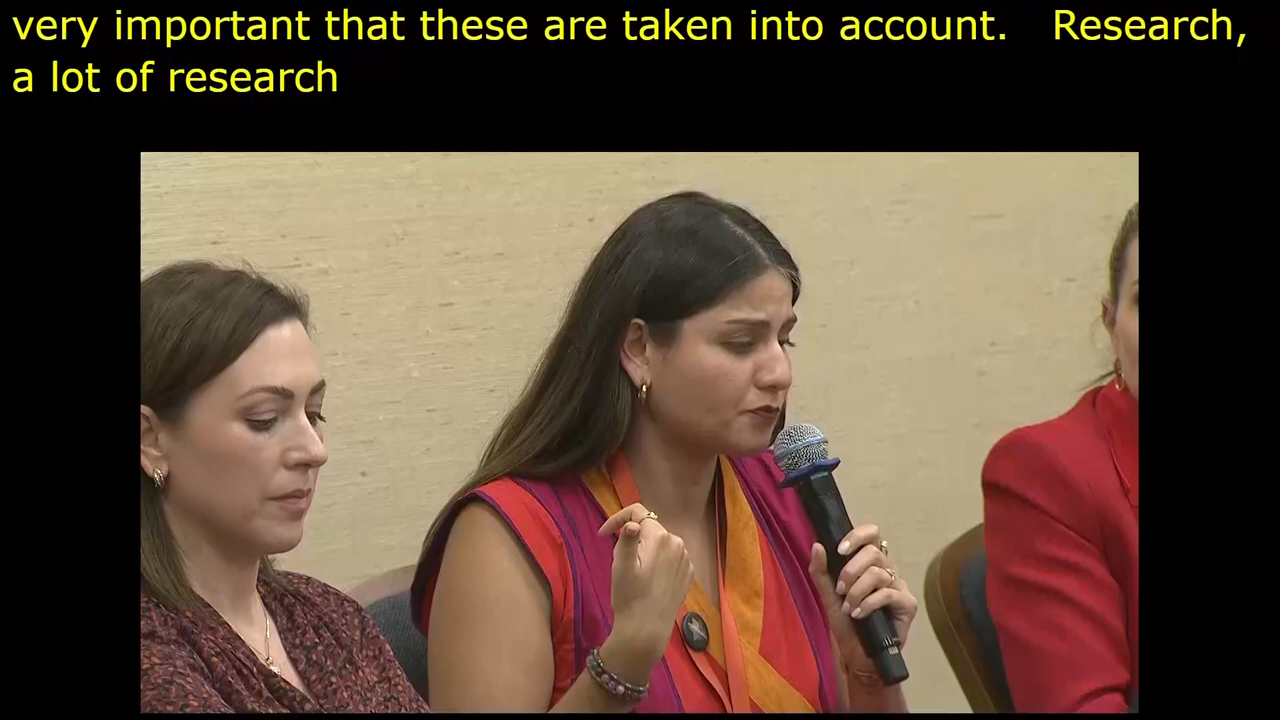 very important that these are taken into account. Research,
a lot of research